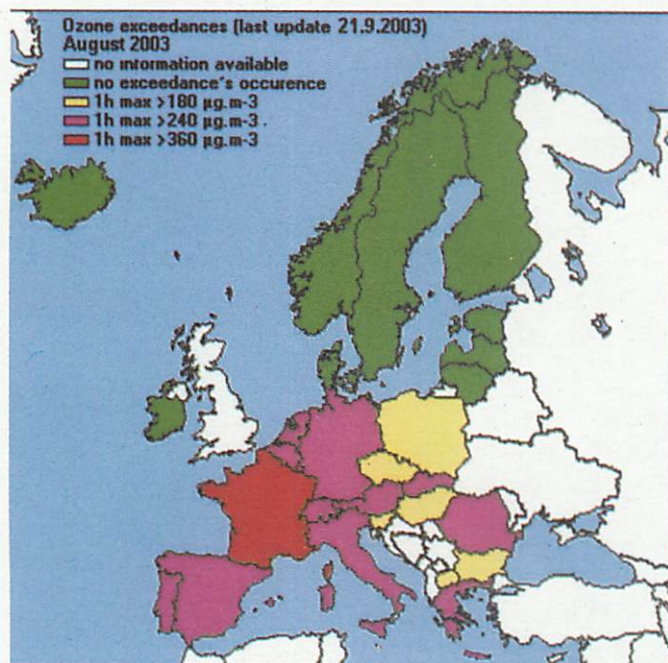 Ozone exceedances (last update 21.9.2003)
August 2003
no information available
no exceedance's occurence
1h max >180 µg.m-3
1h max >240 µg.m-3 .
1h max >360 µg.m-3